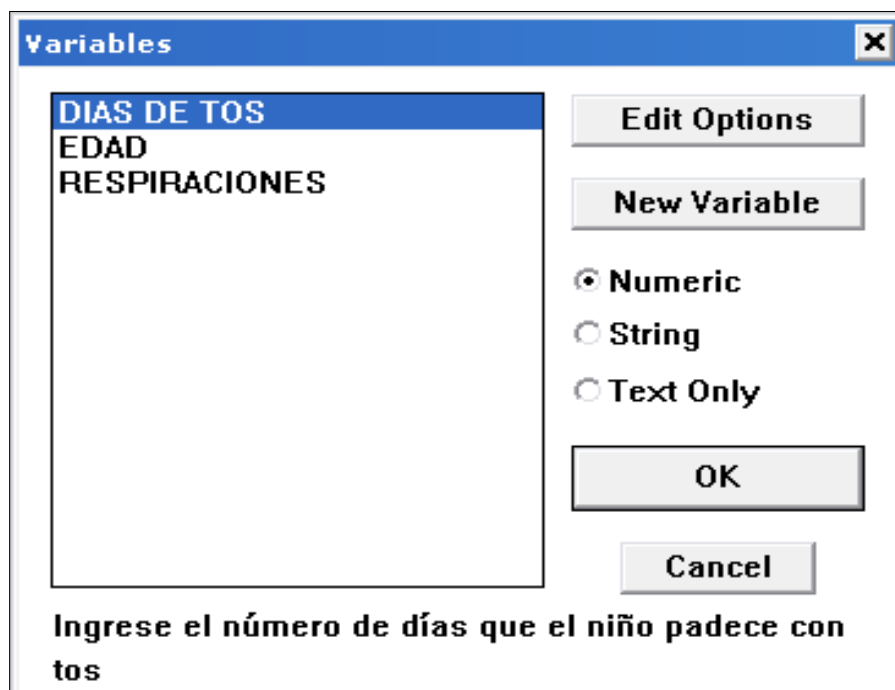 Variables
DIAS DE TOS
EDAD
RESPIRACIONES
Edit Options
New Variable
Numeric
String
Text Only
OK
Cancel
Ingrese el número de días que el niño padece con
tos